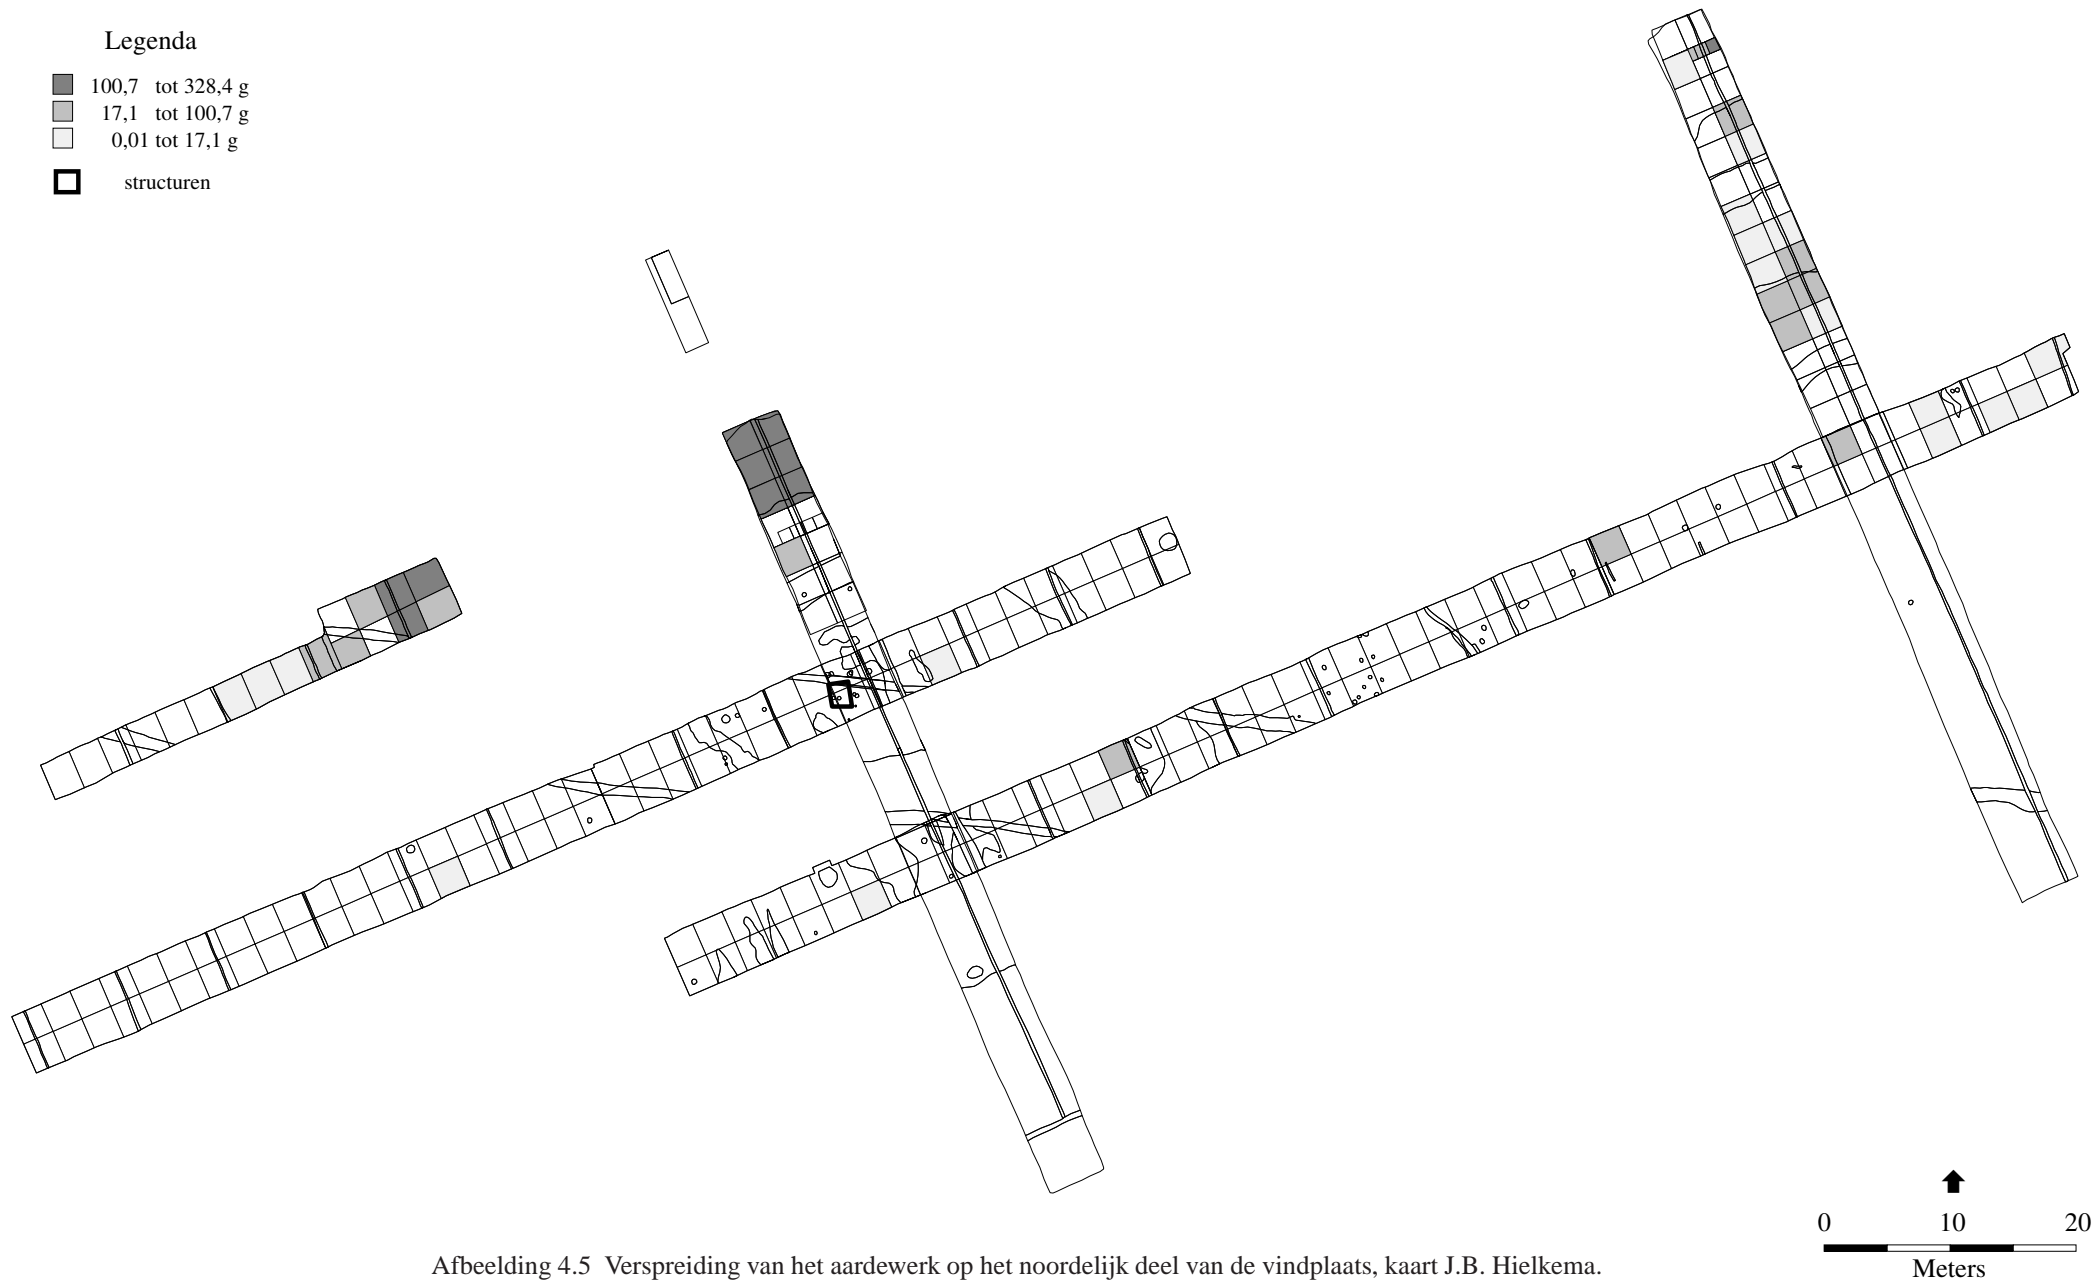 Legenda
100,7 tot 328,4 g
17,1 tot 100,7 g
0,01 tot 17,1 g
structuren
0 10 20
Meters
Afbeelding 4.5 Verspreiding van het aardewerk op het noordelijk deel van de vindplaats, kaart J.B. Hielkema.